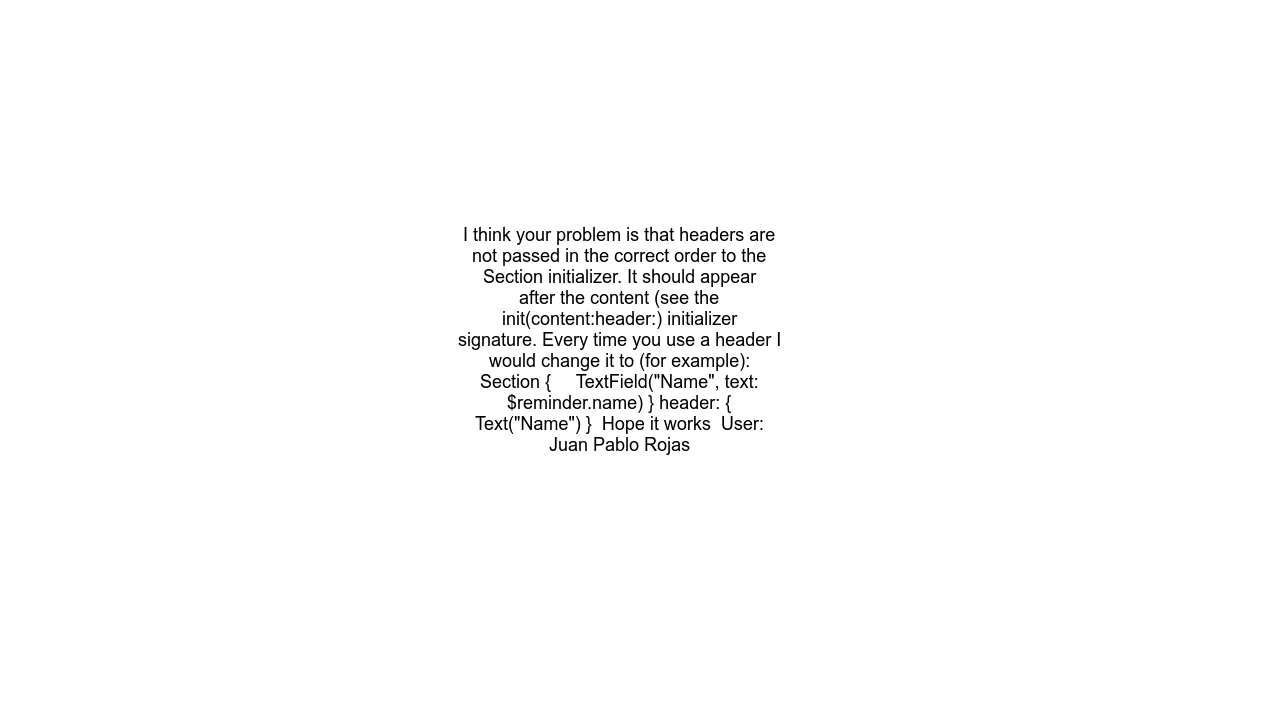 I think your problem is that headers are
not passed in the correct order to the
Section initializer. It should appear
after the content (see the
init(content:header:) initializer
signature. Every time you use a header I
would change it to (for example):
Section {     TextField("Name", text:
$reminder.name) } header: {
Text("Name") }  Hope it works  User:
Juan Pablo Rojas